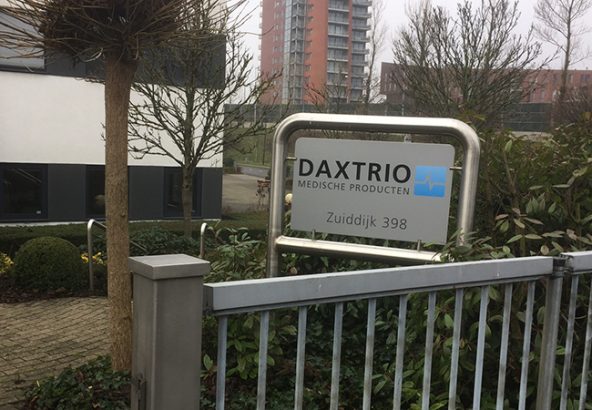 DAXTRIO
MEDISCHE PRODUCTEN
Zuiddijk 398